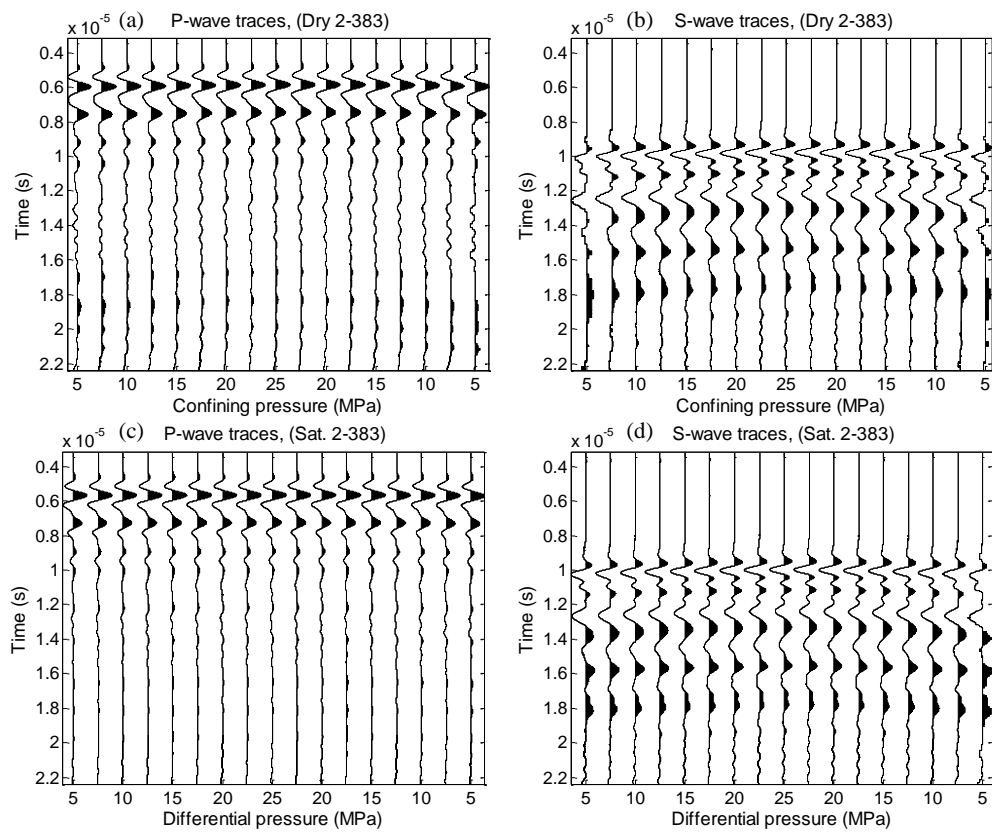 x 10⁻⁵ (a) P-wave traces, (Dry 2-383)
0.4
0.6
0.8
1
1.2
1.4
1.6
1.8
2
2.2
Time (s)
5 10 15 20 25 20 15 10 5
Confining pressure (MPa)
x 10⁻⁵ (b) S-wave traces, (Dry 2-383)
0.4
0.6
0.8
1
1.2
1.4
1.6
1.8
2
2.2
Time (s)
5 10 15 20 25 20 15 10 5
Confining pressure (MPa)
x 10⁻⁵ (c) P-wave traces, (Sat. 2-383)
0.4
0.6
0.8
1
1.2
1.4
1.6
1.8
2
2.2
Time (s)
5 10 15 20 25 20 15 10 5
Differential pressure (MPa)
x 10⁻⁵ (d) S-wave traces, (Sat. 2-383)
0.4
0.6
0.8
1
1.2
1.4
1.6
1.8
2
2.2
Time (s)
5 10 15 20 25 20 15 10 5
Differential pressure (MPa)